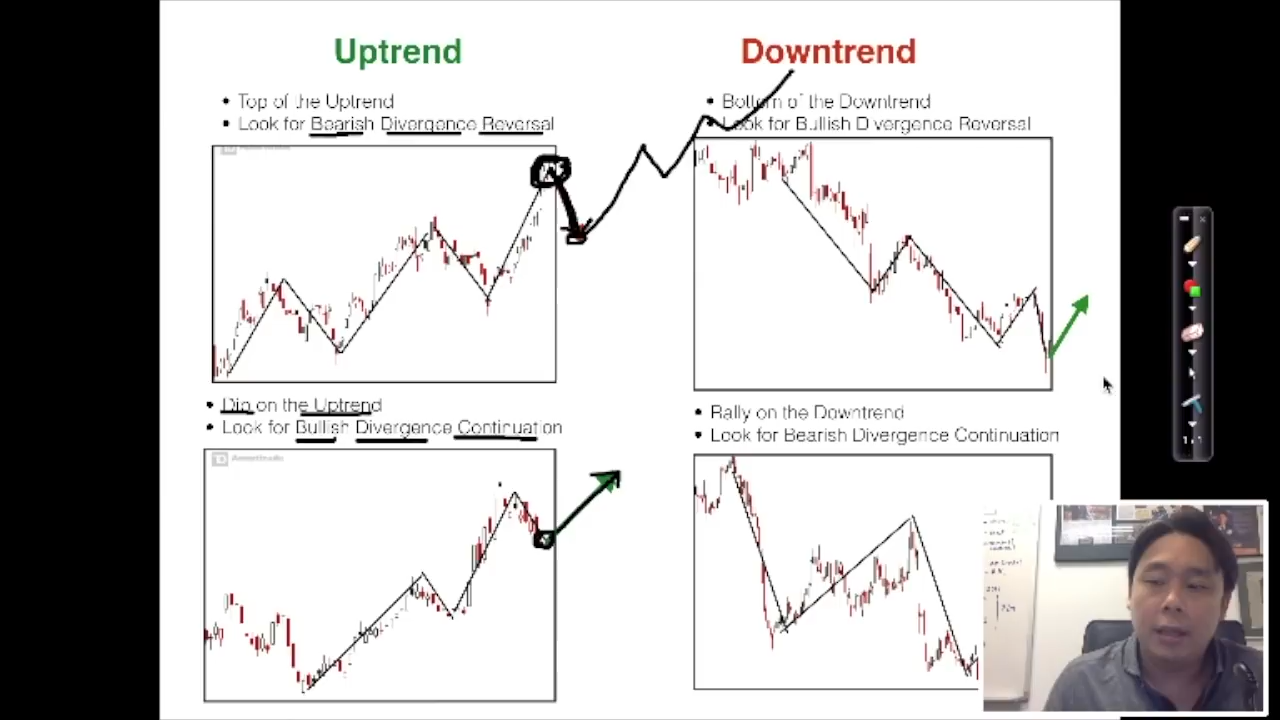 Uptrend
• Top of the Uptrend
• Look for Bearish Divergence Reversal
• Dip on the Uptrend
• Look for Bullish Divergence Continuation
Downtrend
• Bottom of the Downtrend
• Look for Bullish Divergence Reversal
• Rally on the Downtrend
• Look for Bearish Divergence Continuation